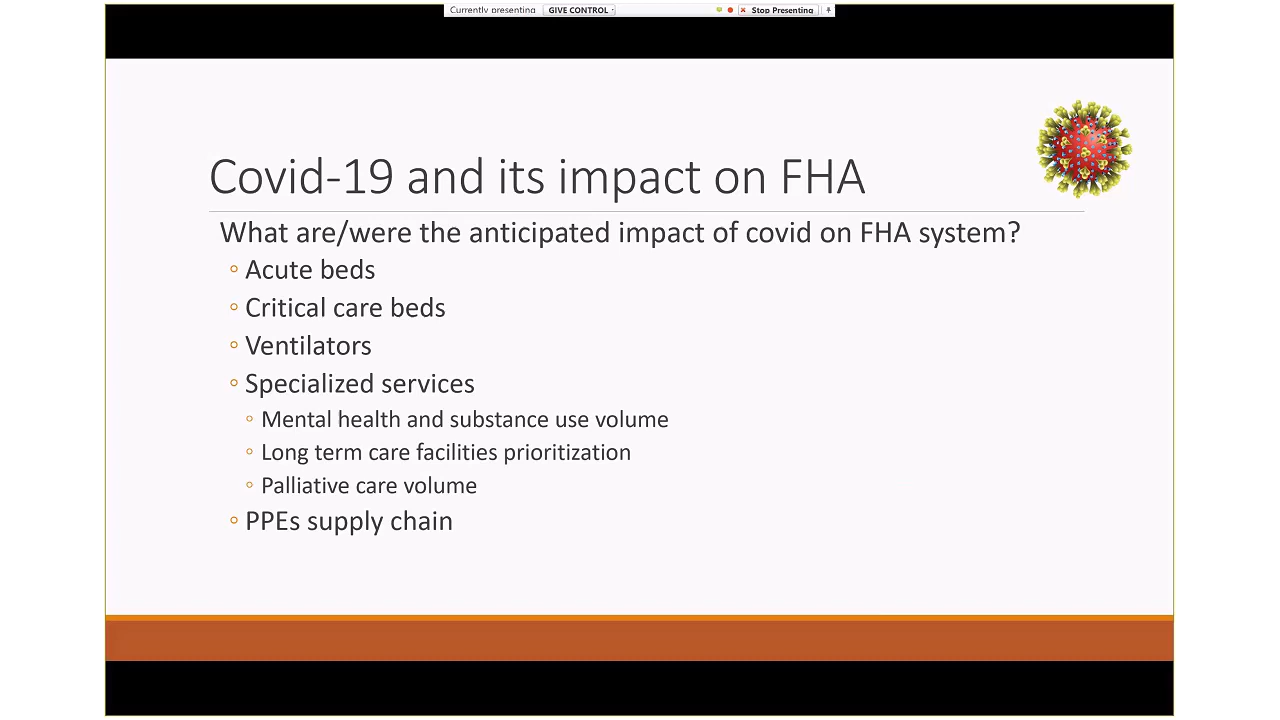 Currently presenting GIVE CONTROL Stop Presenting
Covid-19 and its impact on FHA
What are/were the anticipated impact of covid on FHA system?
Acute beds
Critical care beds
Ventilators
Specialized services
Mental health and substance use volume
Long term care facilities prioritization
Palliative care volume
PPEs supply chain